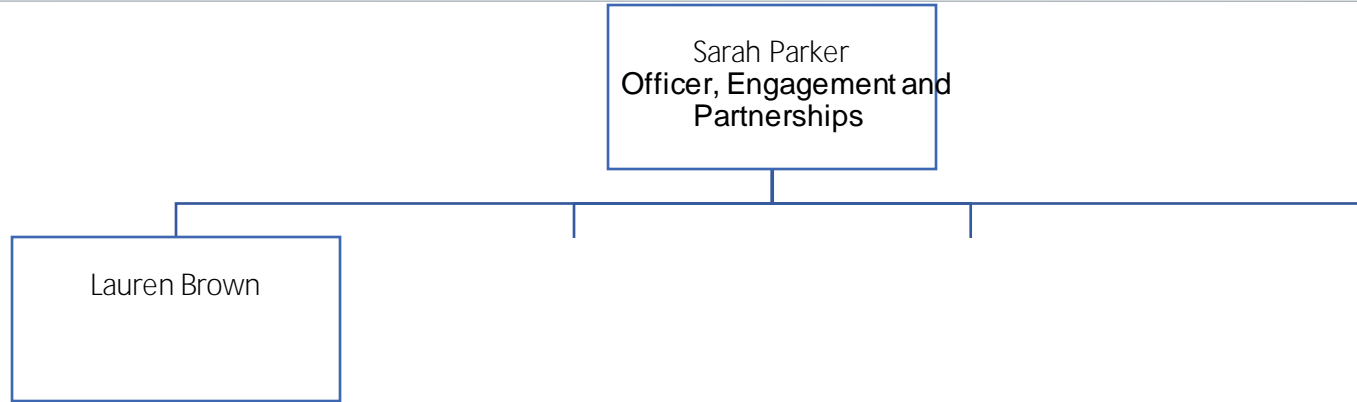 Sarah Parker
Officer, Engagement and
Partnerships
Lauren Brown